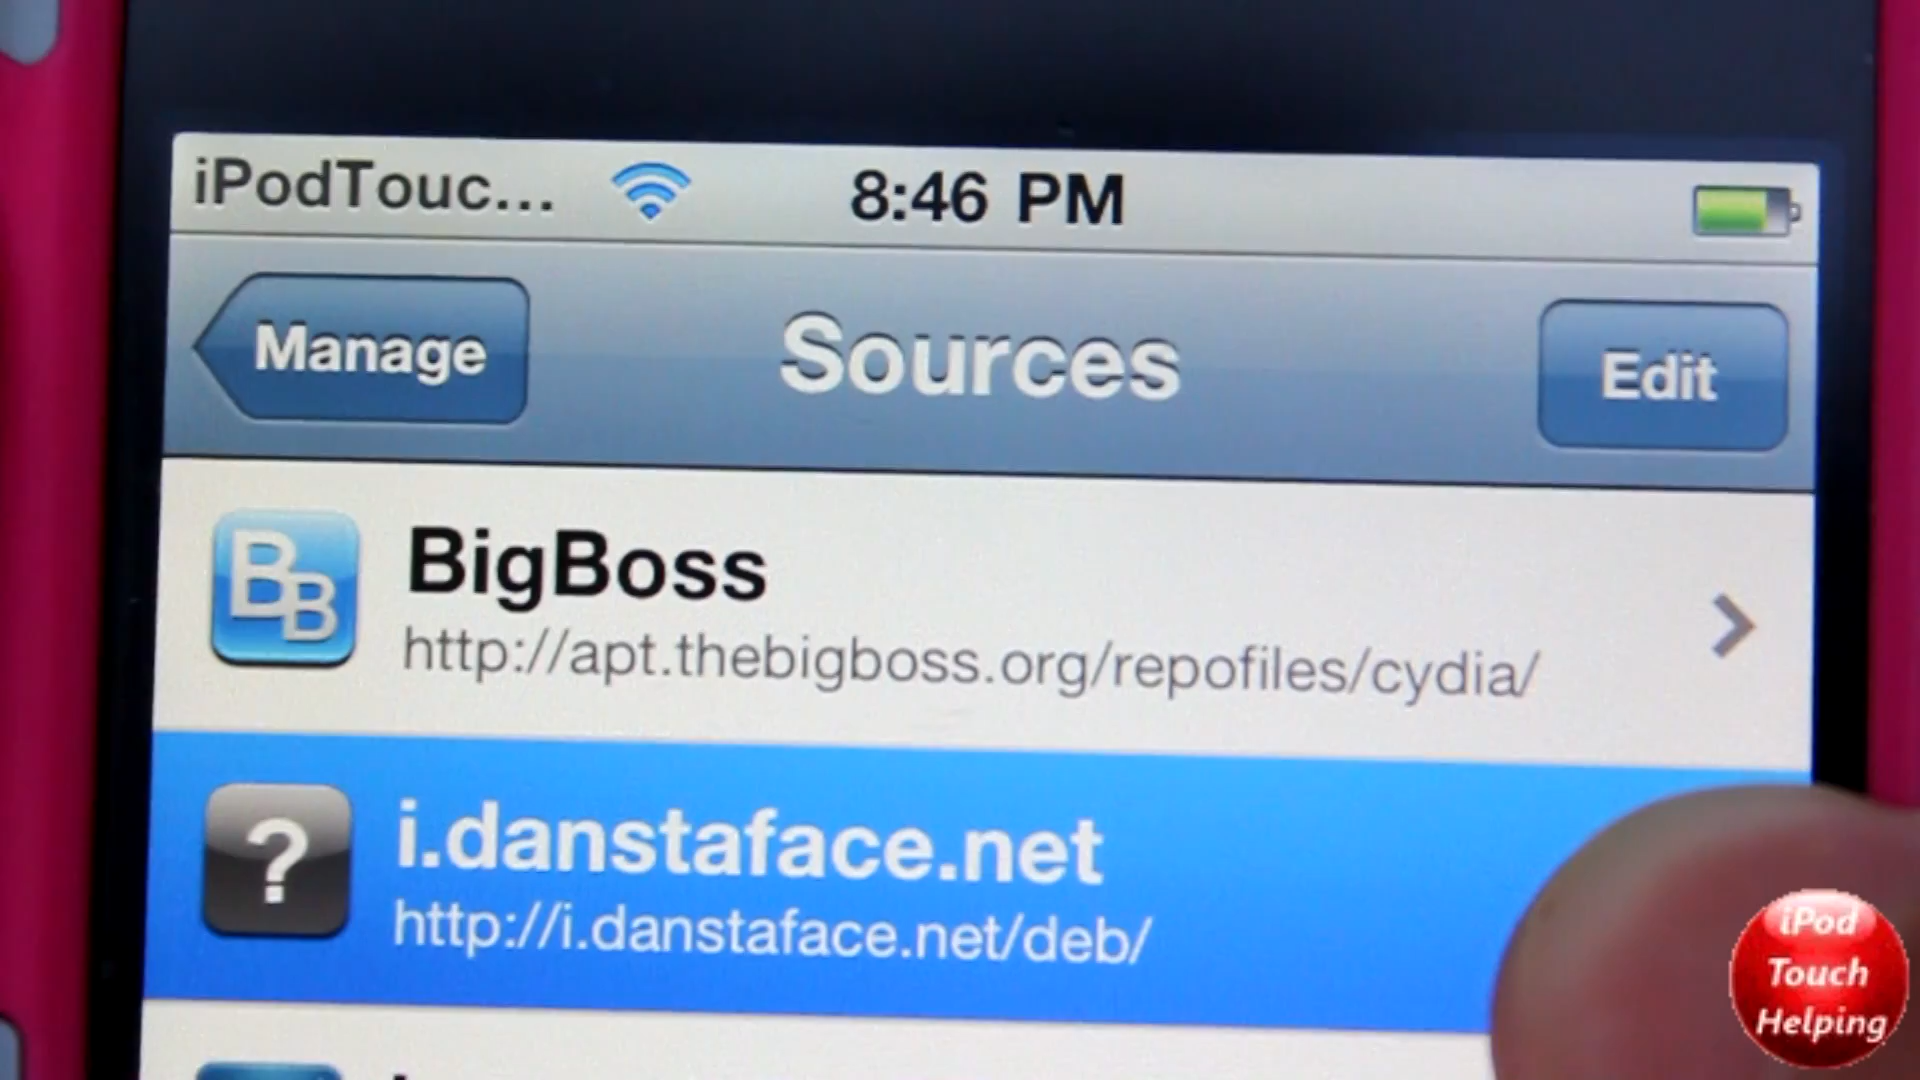 iPodTouc...
8:46 PM
Manage
Sources
Edit
BB
BigBoss
http://apt.thebigboss.org/repofiles/cydia/
?
i.danstaface.net
http://i.danstaface.net/deb/
iPod
Touch
Helping